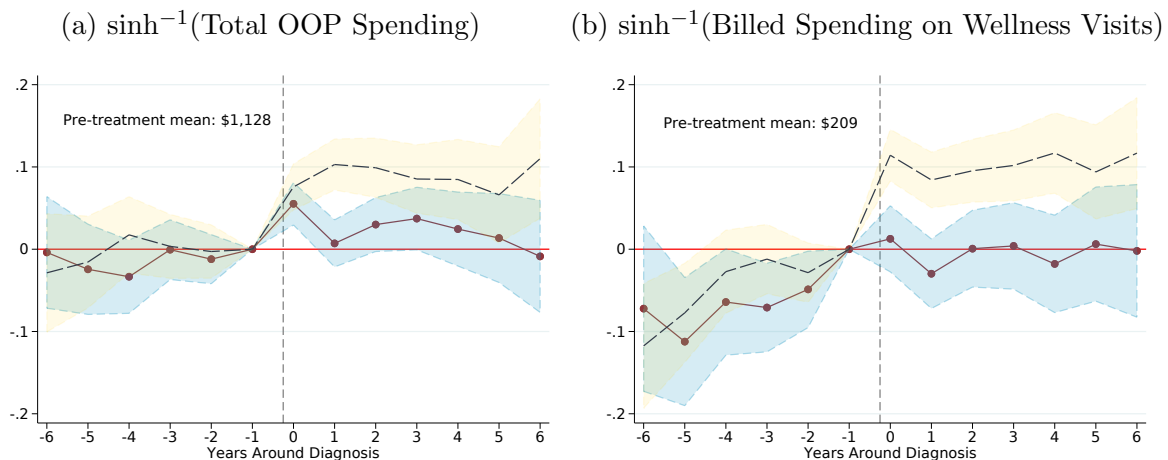 (a) sinh⁻¹(Total OOP Spending)
.2
.1
0
-.1
-.2
Pre-treatment mean: $1,128
-6 -5 -4 -3 -2 -1 0 1 2 3 4 5 6
Years Around Diagnosis
(b) sinh⁻¹(Billed Spending on Wellness Visits)
.2
.1
0
-.1
-.2
Pre-treatment mean: $209
-6 -5 -4 -3 -2 -1 0 1 2 3 4 5 6
Years Around Diagnosis